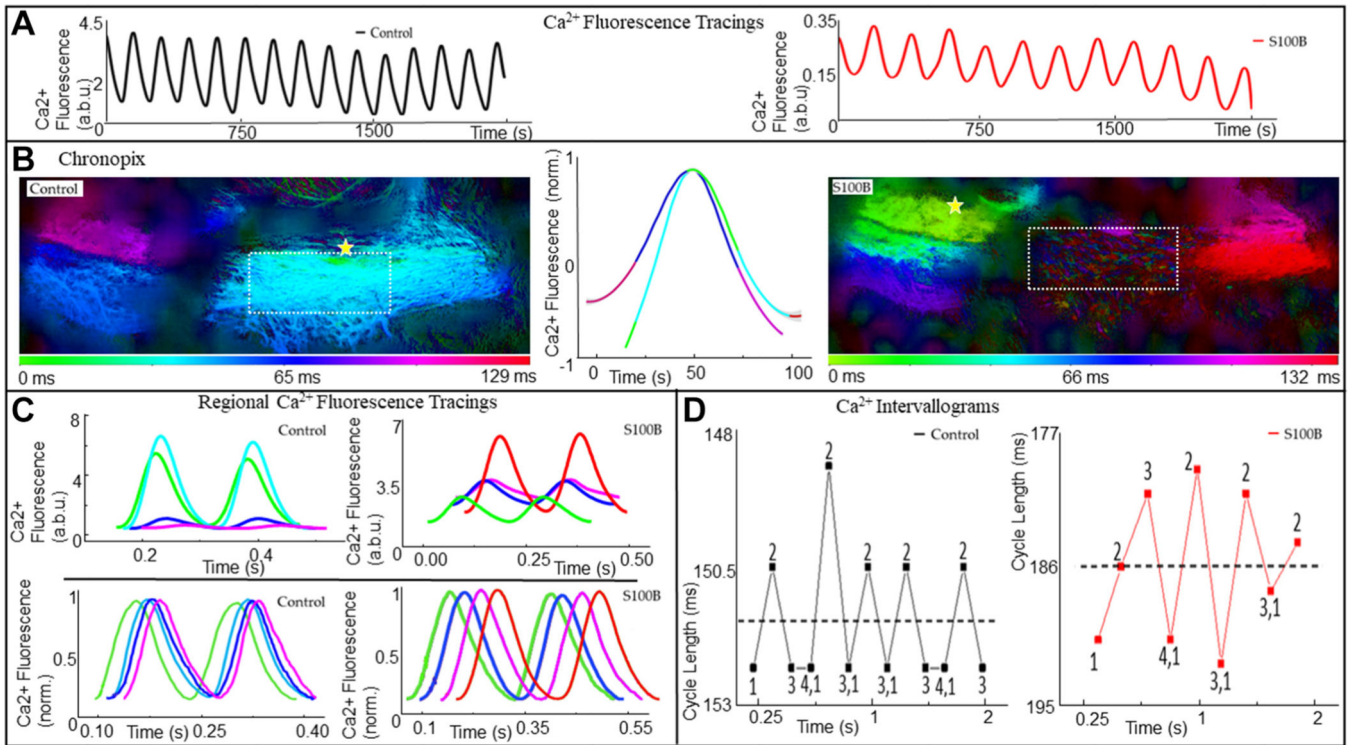 A
Ca2+ Fluorescence Tracings
4.5
2
0
Ca2+
Fluorescence
(a.b.u.)
Control
750
1500
Time (s)
0.35
0.15
0
Ca2+
Fluorescence
(a.b.u)
S100B
750
1500
Time (s)
B
Chronopix
Control
0 ms
65 ms
129 ms
1
0
-1
Ca2+ Fluorescence (norm.)
0
Time (s)
50
100
S100B
0 ms
66 ms
132 ms
C
Regional Ca2+ Fluorescence Tracings
8
4
0
Ca2+
Fluorescence
(a.b.u.)
Control
0.2
0.4
Time (s)
7
3.5
0
Ca2+ Fluorescence
(a.b.u.)
S100B
0.00
0.25
0.50
Time (s)
1
0.5
0
Ca2+ Fluorescence
(norm.)
Control
0.10
Time (s)
0.25
0.40
1
0.5
0
Ca2+ Fluorescence
(norm.)
S100B
0.1
Time (s)
0.35
0.55
D
Ca2+ Intervallograms
148
150.5
153
Cycle Length (ms)
Control
2
2
2
2
2
1
3
4,1
3,1
3,1
3
4,1
3
0.25
Time (s)
1
2
177
186
195
Cycle Length (ms)
S100B
3
2
2
2
2
1
4,1
3,1
3,1
0.25
Time (s)
1
2